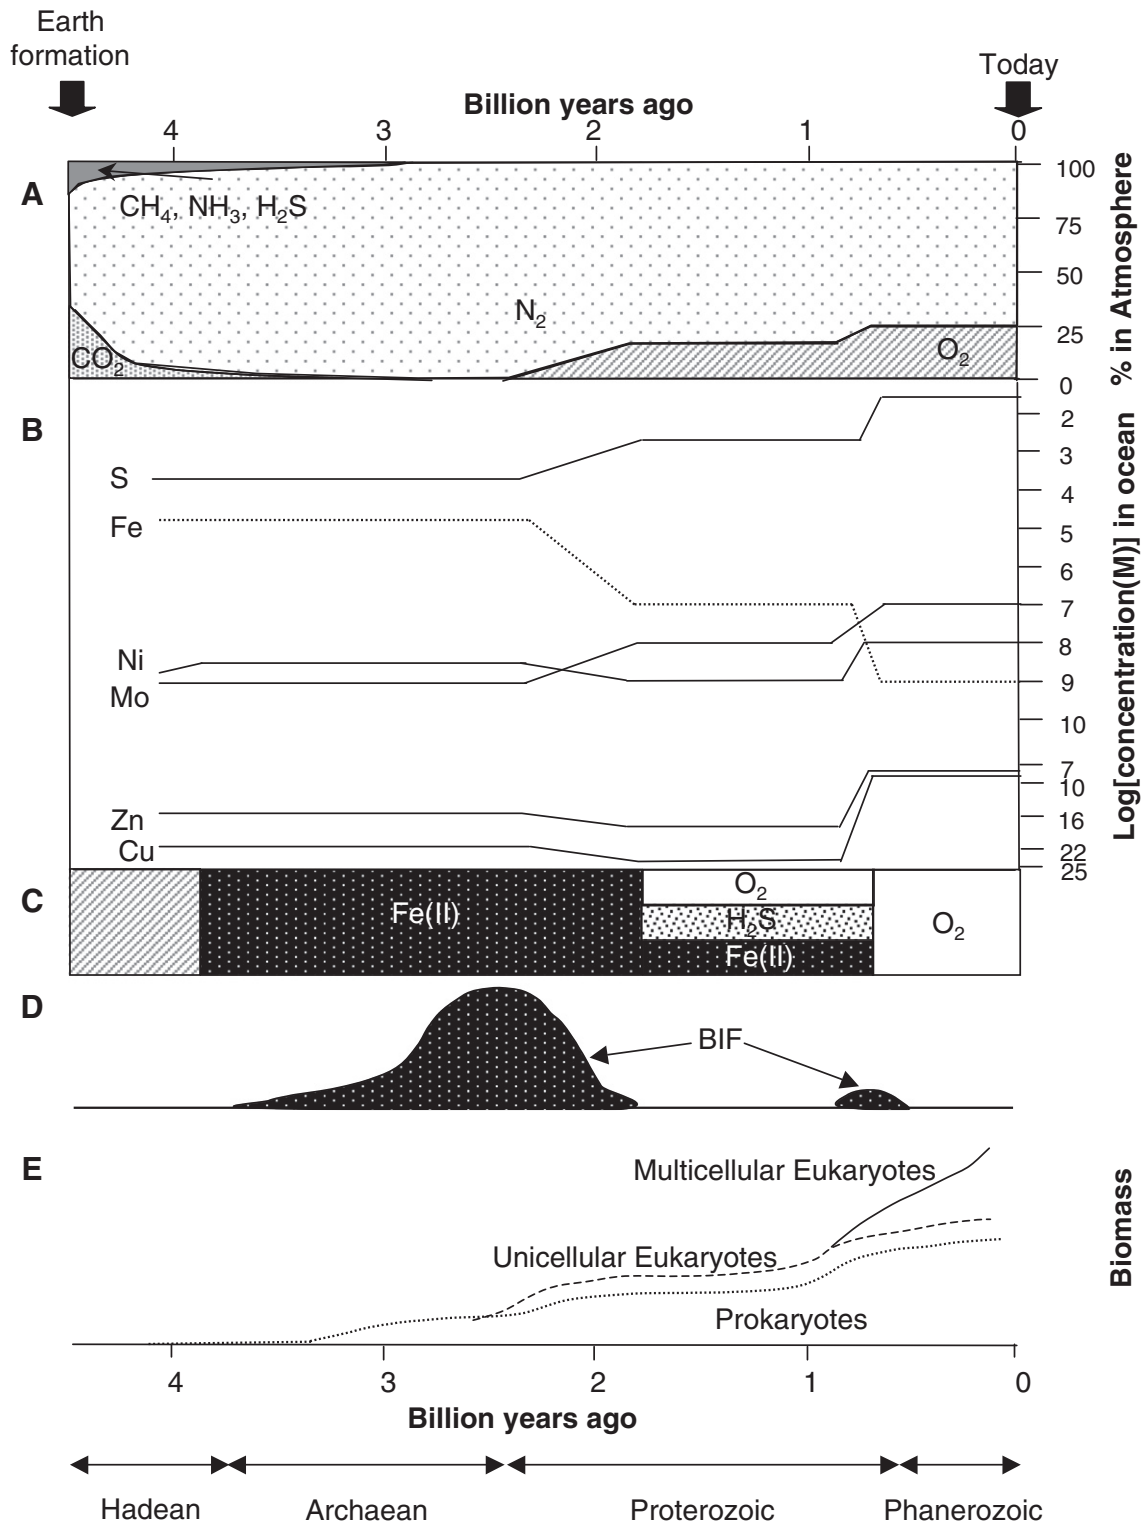 Earth
formation
Today
Billion years ago
4 3 2 1 0
A
CH₄, NH₃, H₂S
N₂
CO₂
O₂
100
75
50
25
0
% in Atmosphere
B
S
Fe
Ni
Mo
Zn
Cu
2
3
4
5
6
7
8
9
10
7
10
16
22
25
Log[concentration(M)] in ocean
C
Fe(II)
O₂
H₂S
Fe(II)
O₂
D
BIF
E
Multicellular Eukaryotes
Unicellular Eukaryotes
Prokaryotes
Biomass
4 3 2 1 0
Billion years ago
Hadean Archaean Proterozoic Phanerozoic